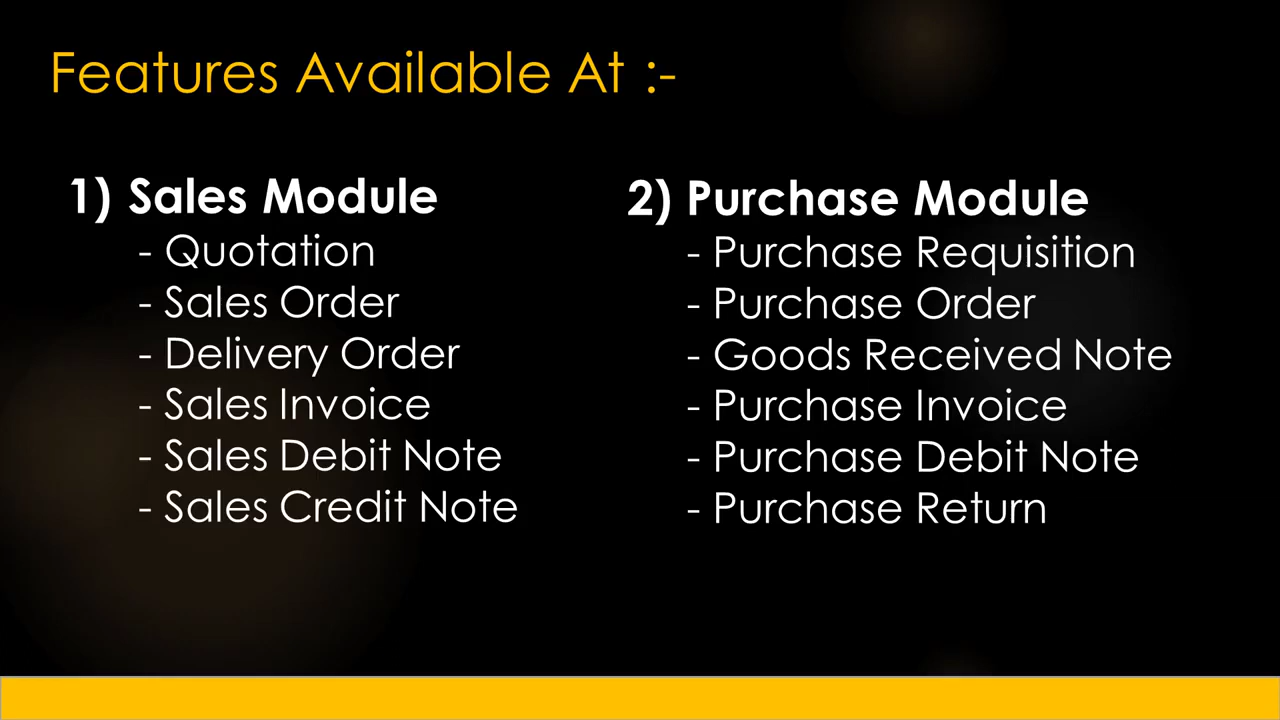 Features Available At :-
1) Sales Module
- Quotation
- Sales Order
- Delivery Order
- Sales Invoice
- Sales Debit Note
- Sales Credit Note
2) Purchase Module
- Purchase Requisition
- Purchase Order
- Goods Received Note
- Purchase Invoice
- Purchase Debit Note
- Purchase Return